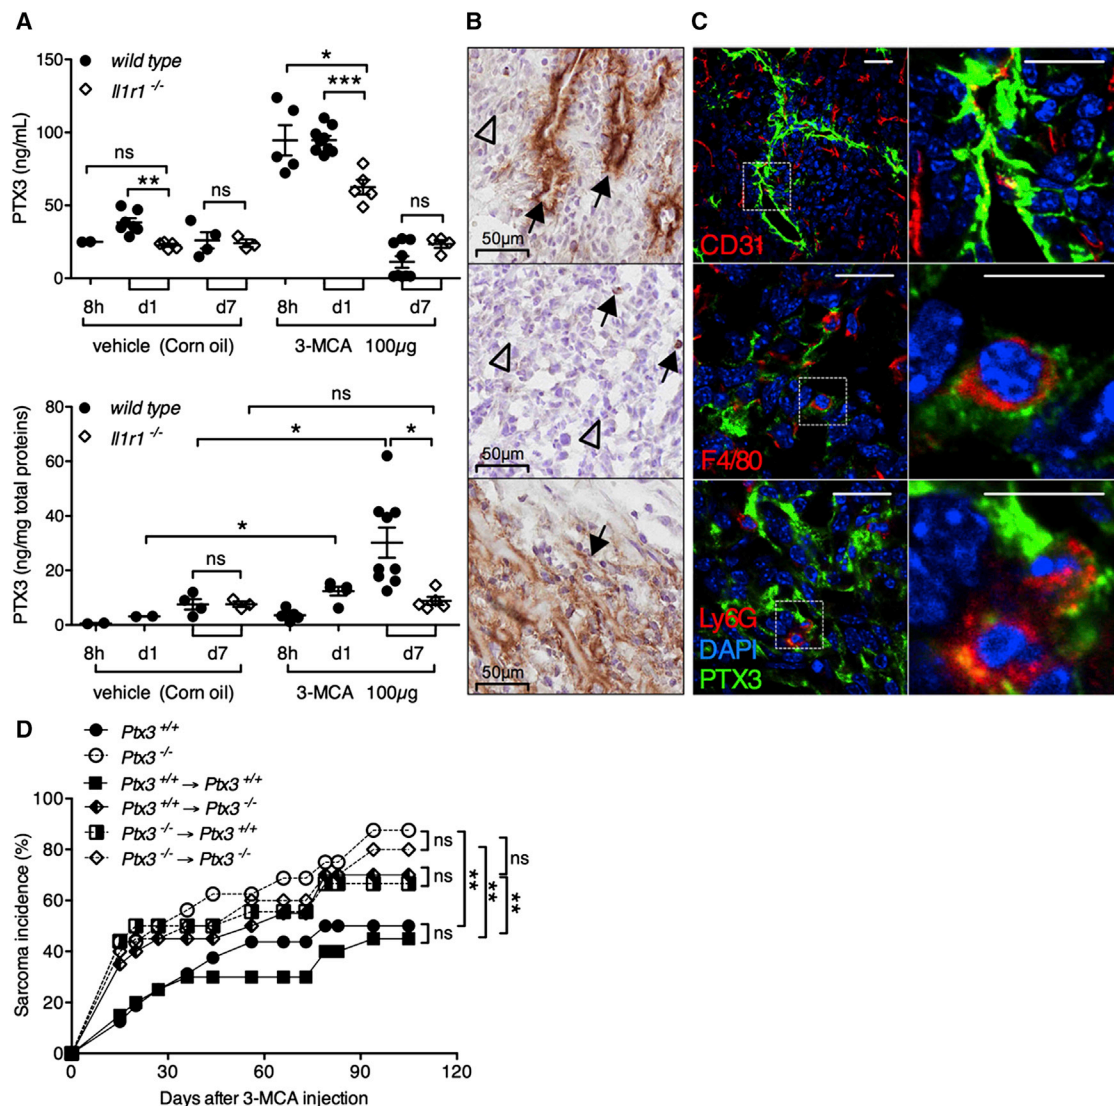 A
PTX3 (ng/mL)
150
100
50
0
wild type
Il1r1 -/-
ns
**
ns
*
***
ns
8h d1 d7 8h d1 d7
vehicle (Corn oil) 3-MCA 100µg
PTX3 (ng/mg total proteins)
80
60
40
20
0
wild type
Il1r1 -/-
ns
*
*
*
ns
8h d1 d7 8h d1 d7
vehicle (Corn oil) 3-MCA 100µg
B
50µm
50µm
50µm
C
CD31
F4/80
Ly6G
DAPI
PTX3
D
Ptx3 +/+
Ptx3 -/-
Ptx3 +/+ → Ptx3 +/+
Ptx3 +/+ → Ptx3 -/-
Ptx3 -/- → Ptx3 +/+
Ptx3 -/- → Ptx3 -/-
Sarcoma incidence (%)
100
80
60
40
20
0
ns
ns
ns
**
**
ns
**
0 30 60 90 120
Days after 3-MCA injection